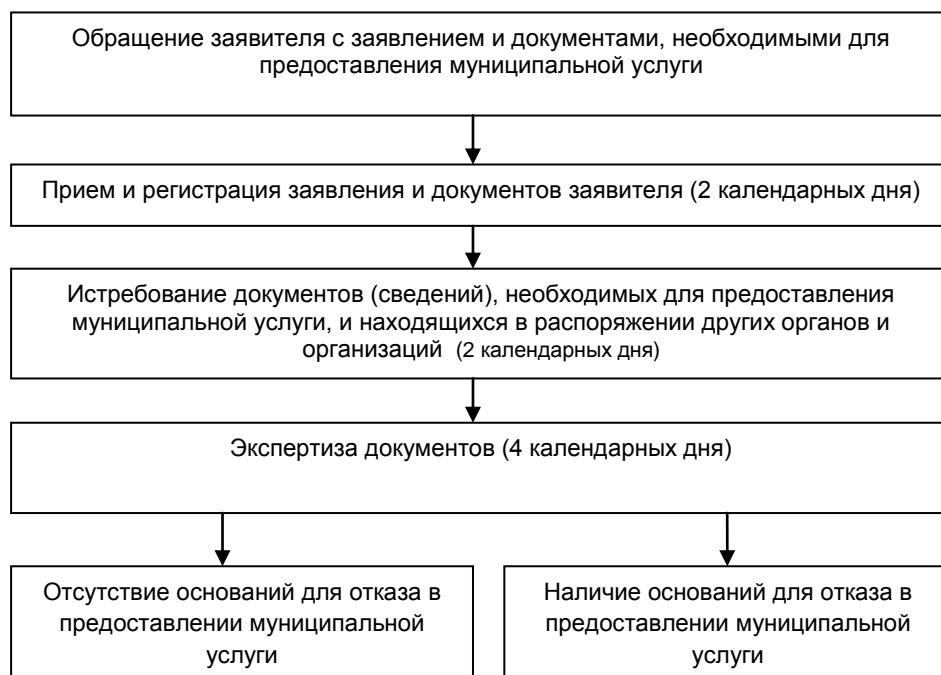 Обращение заявителя с заявлением и документами, необходимыми для
предоставления муниципальной услуги
Прием и регистрация заявления и документов заявителя (2 календарных дня)
Истребование документов (сведений), необходимых для предоставления
муниципальной услуги, и находящихся в распоряжении других органов и
организаций (2 календарных дня)
Экспертиза документов (4 календарных дня)
Отсутствие оснований для отказа в
предоставлении муниципальной
услуги
Наличие оснований для отказа в
предоставлении муниципальной
услуги